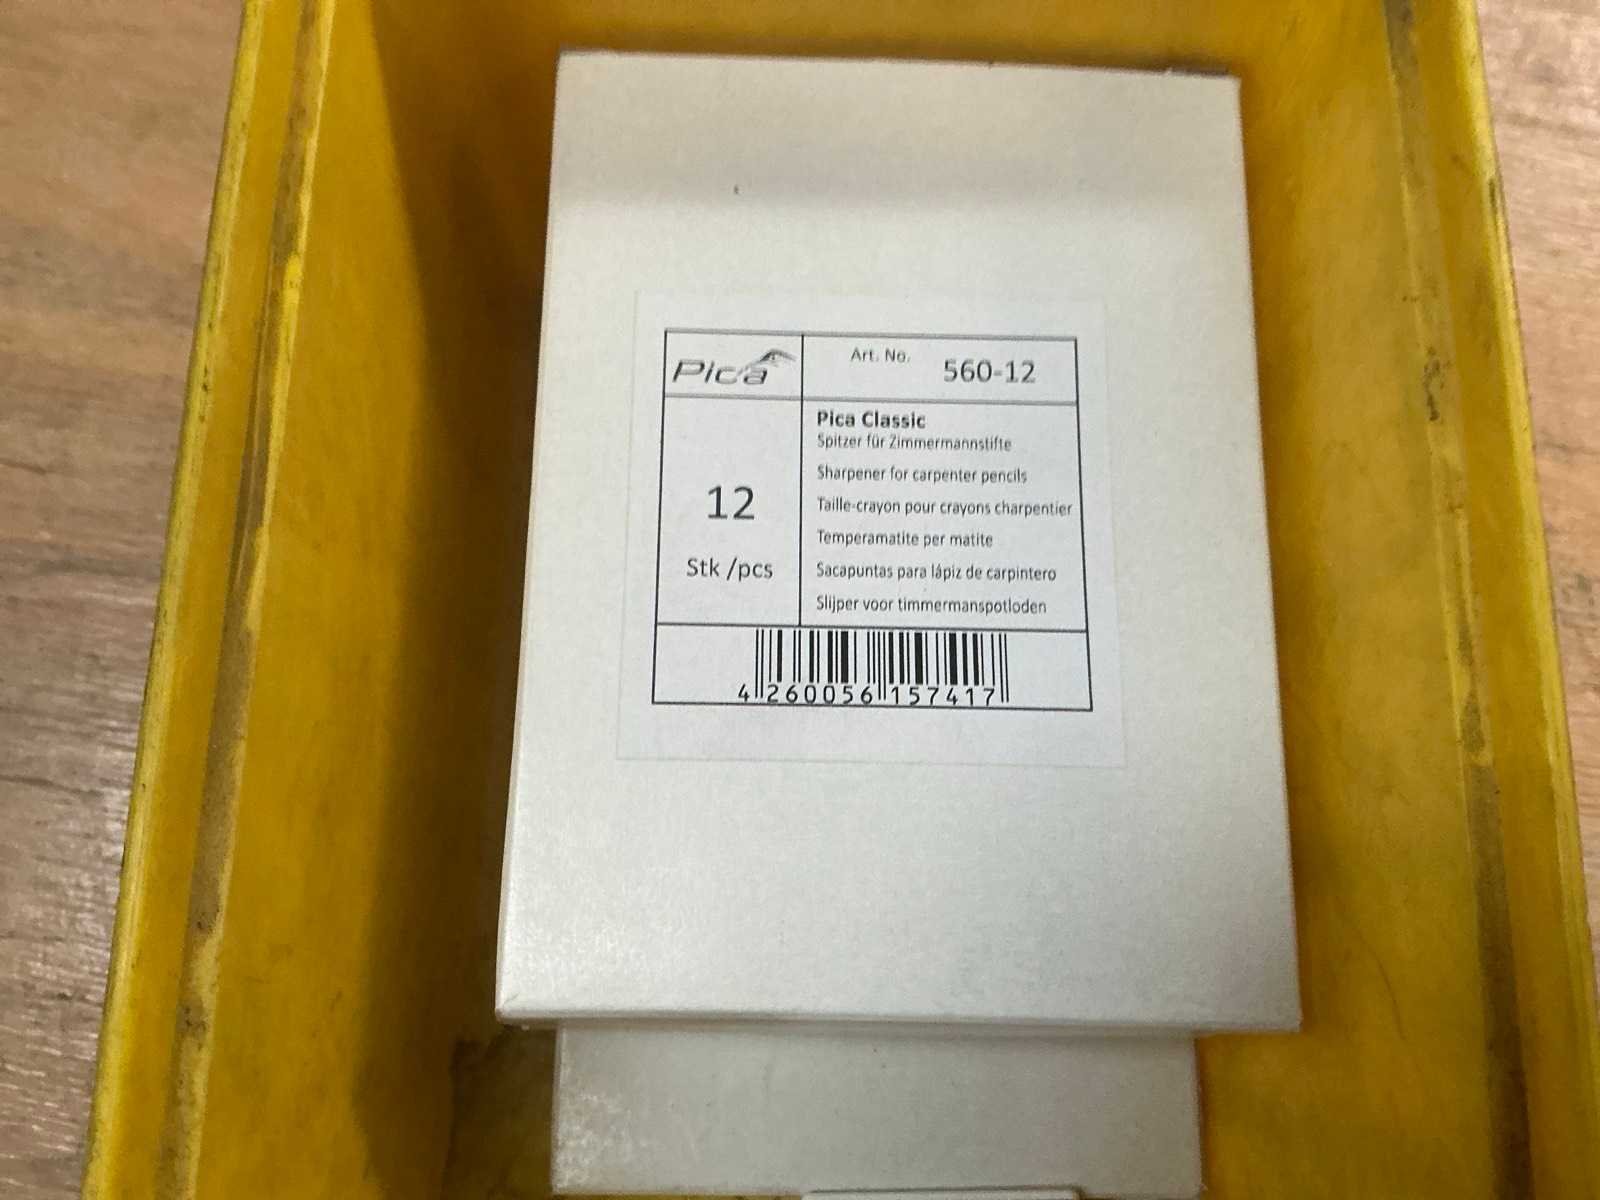 Pica
Art. No. 560-12
Pica Classic
Spitzer für Zimmermannstifte
Sharpener for carpenter pencils
Taille-crayon pour crayons charpentier
Temperamatite per matite
Sacapuntas para lápiz de carpintero
Slijper voor timmermanspotloden
12
Stk /pcs
4 260056 157417